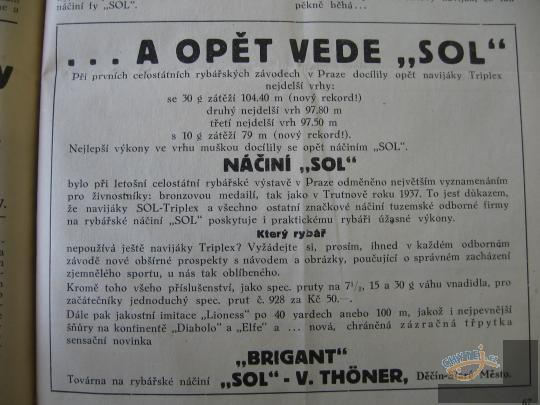 náčiní fy „SOL".
pěkně běhá...
... A OPĚT VEDE „SOL"
Při prvních celostátních rybářských závodech v Praze docílily opět navijáky Triplex
nejdelší vrhy:
se 30 g zátěží 104.40 m (nový rekord!)
druhý nejdelší vrh 97.80 m
třetí nejdelší vrh 97.50 m
s 10 g zátěží 79 m (nový rekord!).
Nejlepší výkony ve vrhu muškou docíleny se opět náčiním „SOL".
NÁČINÍ „SOL"
bylo při letošní celostátní rybářské výstavě v Praze odměněno největším vyznamenáním
pro živnostníky: bronzovou medailí, tak jako v Trutnově roku 1937. To jest důkazem,
že navijáky SOL-Triplex a všechno ostatní značkové náčiní tuzemské odborné firmy
na rybářské náčiní „SOL" poskytuje i praktickému rybáři úžasné výkony.
Který rybář
nepoužívá ještě navijáky Triplex? Vyžádejte si, prosím, ihned v každém odborném
závodě nové obšírné prospekty s návodem a obrázky, poučující o správném zacházení
zjemnělého sportu, u nás tak oblíbeného.
Kromě toho všeho příslušenství, jako spec. pruty na 7½, 15 a 30 g váhu vnadidla, pro
začátečníky jednoduchý spec. prut č. 928 za Kč 50.—.
Dále pak jakostní imitace „Lioness" po 40 yardech anebo 100 m, jakož i nejpevnější
šňůry na kontinentě „Diabolo" a „Elfe" a ... nová, chráněná zázračná třpytka
sensační novinka
„BRIGANT"
Továrna na rybářské náčiní „SOL" - V. THÖNER, Děčín-Staré Město.
67